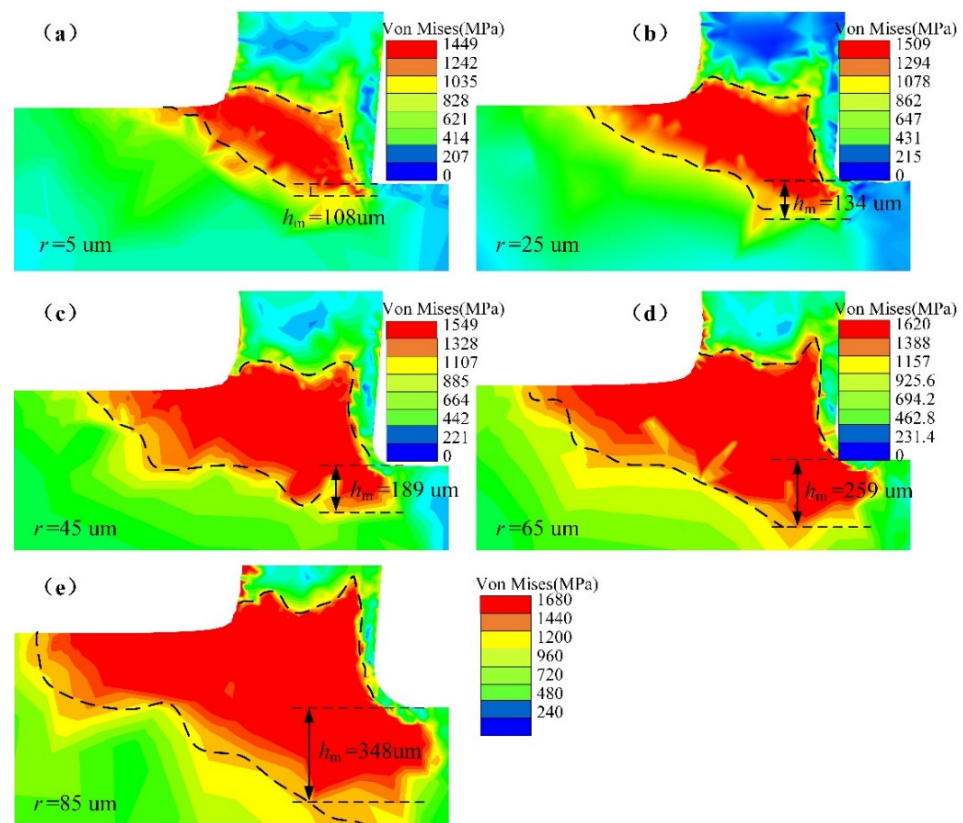 (a)
Von Mises(MPa)
1449
1242
1035
828
621
414
207
0
hm =108um
r =5 um
(b)
Von Mises(MPa)
1509
1294
1078
862
647
431
215
0
hm =134 um
r =25 um
(c)
Von Mises(MPa)
1549
1328
1107
885
664
442
221
0
hm =189 um
r =45 um
(d)
Von Mises(MPa)
1620
1388
1157
925.6
694.2
462.8
231.4
0
hm =259 um
r =65 um
(e)
Von Mises(MPa)
1680
1440
1200
960
720
480
240
hm =348um
r =85 um